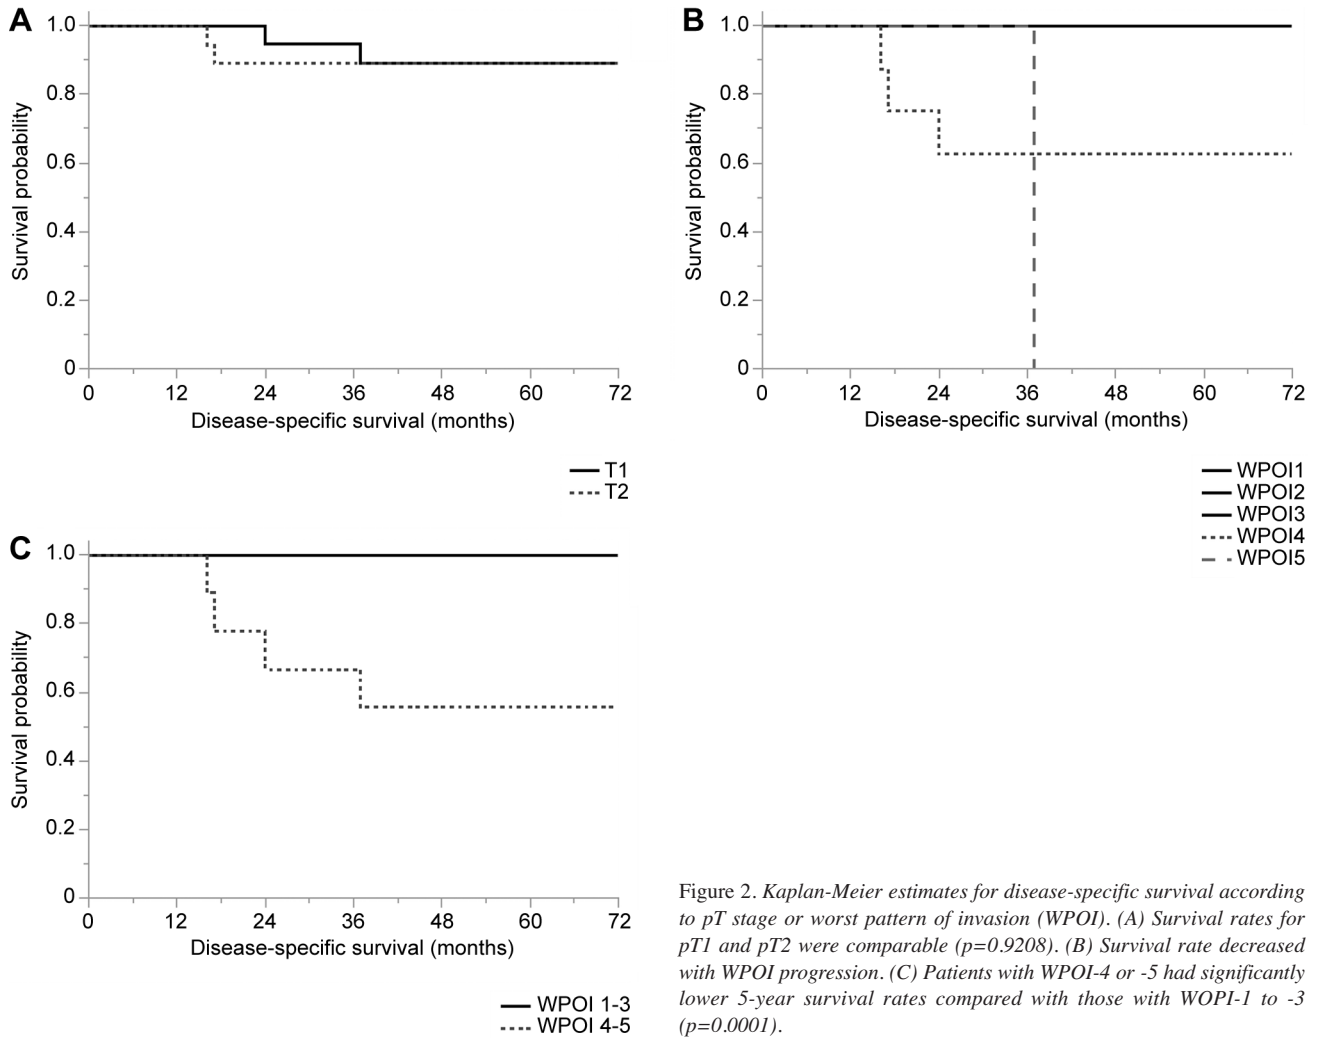 A
1.0
0.8
0.6
0.4
0.2
0
Survival probability
0 12 24 36 48 60 72
Disease-specific survival (months)
T1
T2
B
1.0
0.8
0.6
0.4
0.2
0
Survival probability
0 12 24 36 48 60 72
Disease-specific survival (months)
WPOI1
WPOI2
WPOI3
WPOI4
WPOI5
C
1.0
0.8
0.6
0.4
0.2
0
Survival probability
0 12 24 36 48 60 72
Disease-specific survival (months)
WPOI 1-3
WPOI 4-5
Figure 2. Kaplan-Meier estimates for disease-specific survival according
to pT stage or worst pattern of invasion (WPOI). (A) Survival rates for
pT1 and pT2 were comparable (p=0.9208). (B) Survival rate decreased
with WPOI progression. (C) Patients with WPOI-4 or -5 had significantly
lower 5-year survival rates compared with those with WOPI-1 to -3
(p=0.0001).